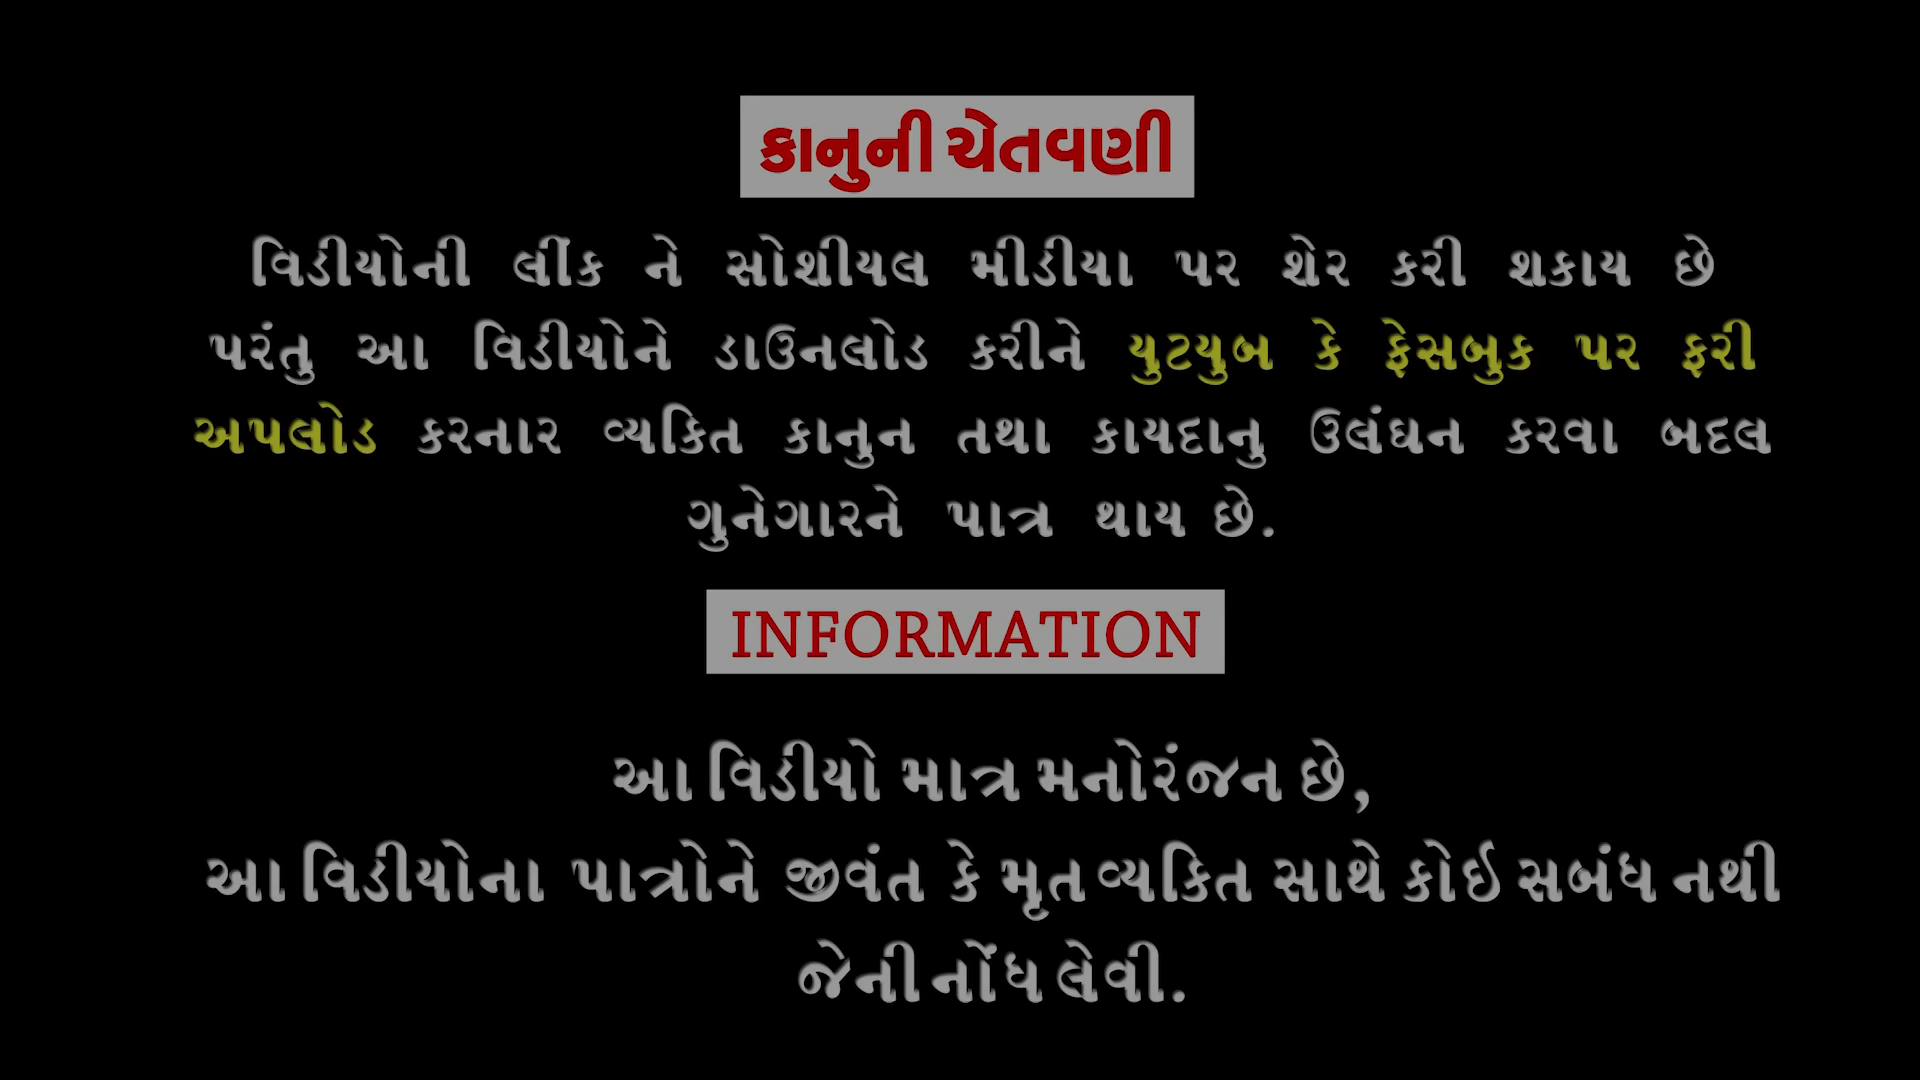 કાનુની ચેતવણી
વિડીયોની લીંક ને સોશીયલ મીડીયા પર શેર કરી શકાય છે
પરંતુ આ વિડીયોને ડાઉનલોડ કરીને યુટયુબ કે ફેસબુક પર ફરી
અપલોડ કરનાર વ્યકિત કાનુન તથા કાયદાનુ ઉલંઘન કરવા બદલ
ગુનેગારને પાત્ર થાય છે.
INFORMATION
આ વિડીયો માત્ર મનોરંજન છે,
આ વિડીયોના પાત્રોને જીવંત કે મૃત વ્યકિત સાથે કોઈ સબંધ નથી
જેની નોંધ લેવી.